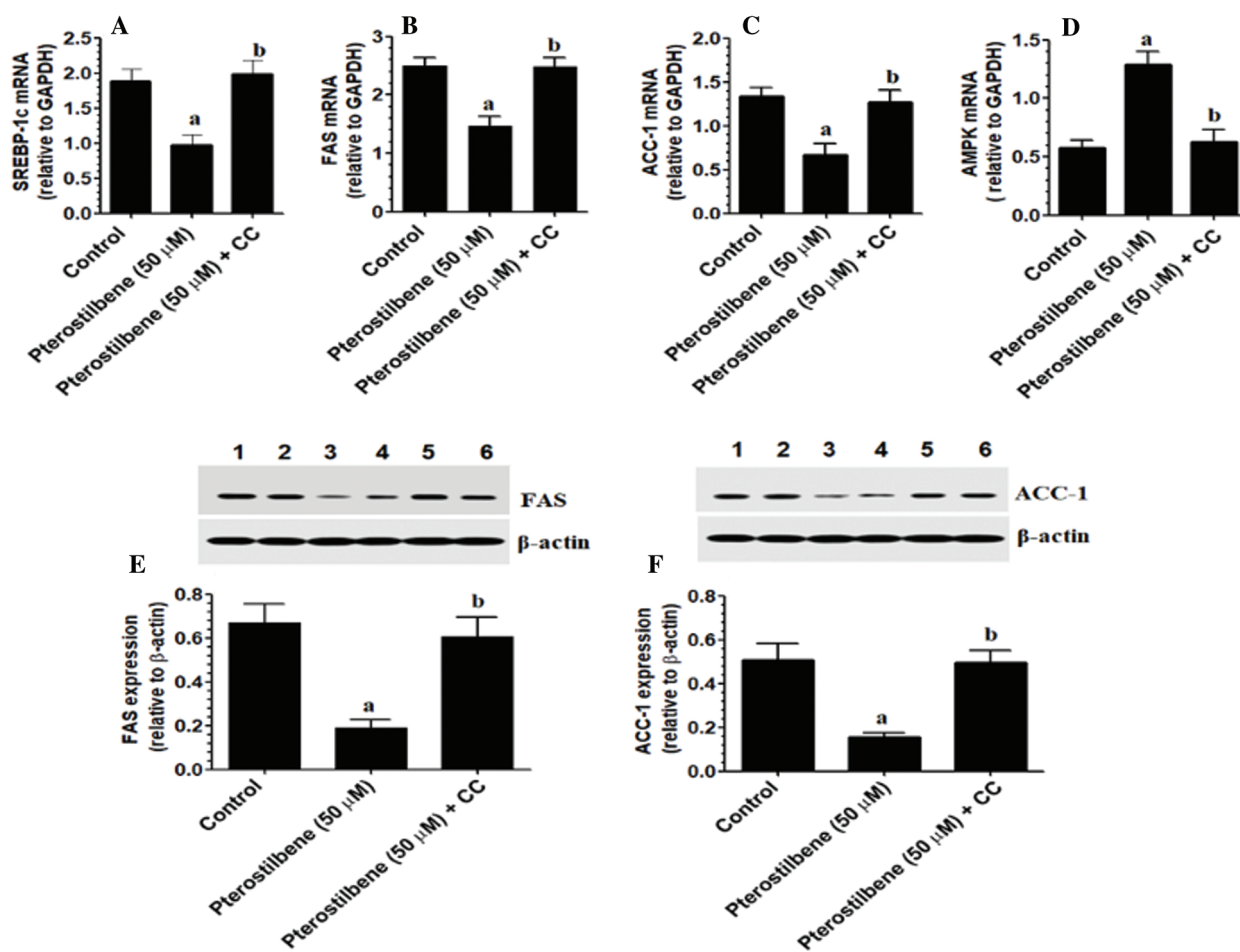 A
SREBP-1c mRNA
(relative to GAPDH)
2.5
2.0
1.5
1.0
0.5
0.0
a
b
Control
Pterostilbene (50 μM)
Pterostilbene (50 μM) + CC
B
FAS mRNA
(relative to GAPDH)
3
2
1
0
a
b
Control
Pterostilbene (50 μM)
Pterostilbene (50 μM) + CC
C
ACC-1 mRNA
(relative to GAPDH)
2.0
1.5
1.0
0.5
0.0
a
b
Control
Pterostilbene (50 μM)
Pterostilbene (50 μM) + CC
D
AMPK mRNA
( relative to GAPDH)
1.5
1.0
0.5
0.0
a
b
Control
Pterostilbene (50 μM)
Pterostilbene (50 μM) + CC
1 2 3 4 5 6
FAS
β-actin
E
FAS expression
(relative to β-actin)
0.8
0.6
0.4
0.2
0.0
a
b
Control
Pterostilbene (50 μM)
Pterostilbene (50 μM) + CC
1 2 3 4 5 6
ACC-1
β-actin
F
ACC-1 expression
(relative to β-actin)
0.8
0.6
0.4
0.2
0.0
a
b
Control
Pterostilbene (50 μM)
Pterostilbene (50 μM) + CC